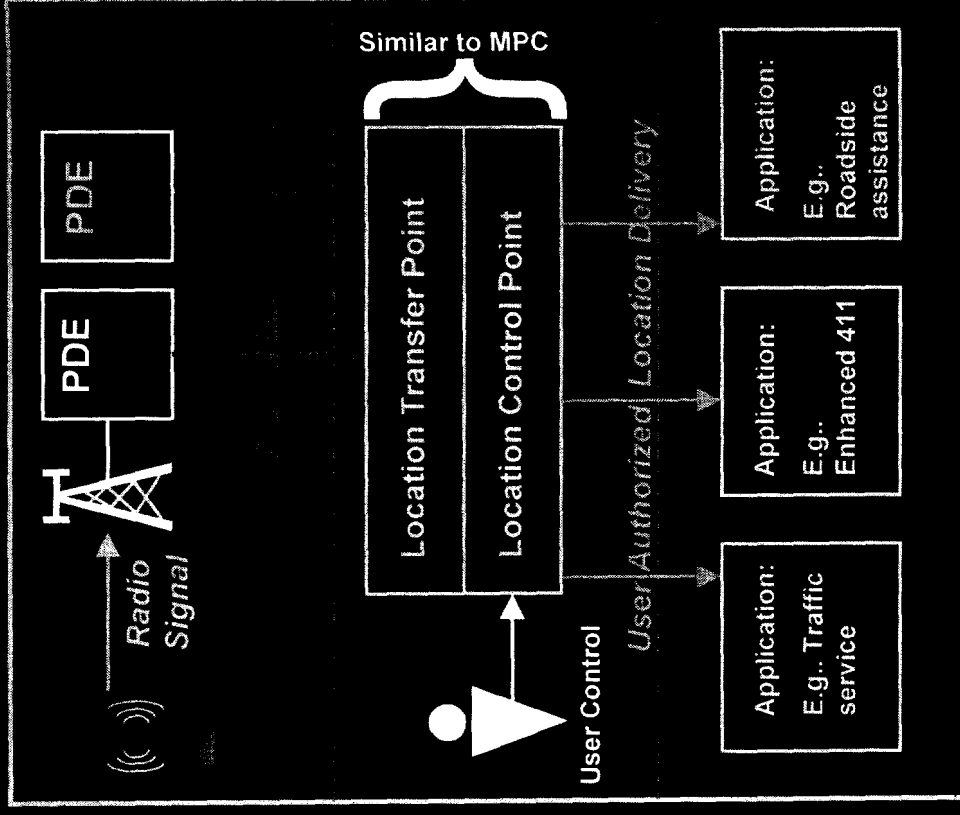 Similar to MPC
PDE
PDE
Radio
Signal
Location Transfer Point
Location Control Point
User Control
User Authorized Location Delivery
Application:
E.g.. Traffic
service
Application:
E.g..
Enhanced 411
Application:
E.g..
Roadside
assistance